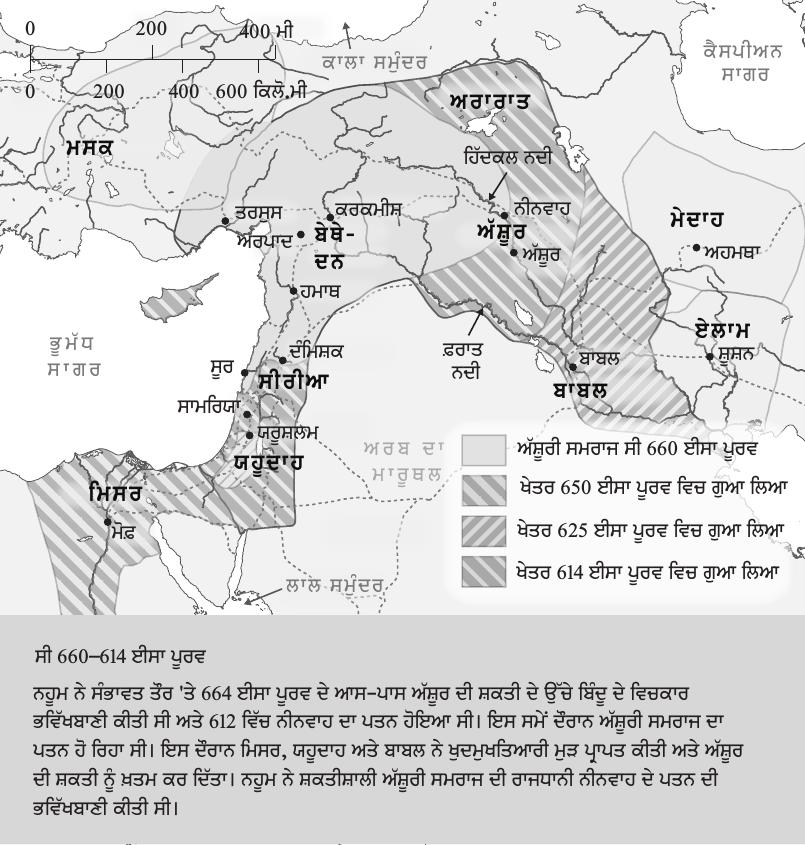 0 200 400 ਮੀ
0 200 400 600 ਕਿਲੋ.ਮੀ
ਕਾਲਾ ਸਮੁੰਦਰ
ਕੈਸਪੀਅਨ
ਸਾਗਰ
ਅਰਾਰਾਤ
ਮਸਕ
ਹਿੱਦਕਲ ਨਦੀ
ਤਰਸੁਸ
ਕਰਕਮੀਸ਼
ਨੀਨਵਾਹ
ਮੇਦਾਹ
ਅਰਪਾਦ
ਬੇਥੇ-
ਦਨ
ਅੱਸ਼ੂਰ
ਅੱਸ਼ੂਰ
ਅਹਮਥਾ
ਹਮਾਥ
ਏਲਾਮ
ਭੂਮੱਧ
ਸਾਗਰ
ਦੰਮਿਸ਼ਕ
ਫ਼ਰਾਤ
ਨਦੀ
ਬਾਬਲ
ਸ਼ੂਸ਼ਨ
ਸੂਰ
ਸੀਰੀਆ
ਬਾਬਲ
ਸਾਮਰਿਯਾ
ਯਰੂਸ਼ਲਮ
ਯਹੂਦਾਹ
ਅਰਬ ਦਾ
ਮਾਰੂਥਲ
ਮਿਸਰ
ਮੋਫ਼
ਲਾਲ ਸਮੁੰਦਰ
ਅੱਸ਼ੂਰੀ ਸਮਰਾਜ ਸੀ 660 ਈਸਾ ਪੂਰਵ
ਖੇਤਰ 650 ਈਸਾ ਪੂਰਵ ਵਿਚ ਗੁਆ ਲਿਆ
ਖੇਤਰ 625 ਈਸਾ ਪੂਰਵ ਵਿਚ ਗੁਆ ਲਿਆ
ਖੇਤਰ 614 ਈਸਾ ਪੂਰਵ ਵਿਚ ਗੁਆ ਲਿਆ
ਸੀ 660–614 ਈਸਾ ਪੂਰਵ
ਨਹੂਮ ਨੇ ਸੰਭਾਵਤ ਤੌਰ 'ਤੇ 664 ਈਸਾ ਪੂਰਵ ਦੇ ਆਸ-ਪਾਸ ਅੱਸ਼ੂਰ ਦੀ ਸ਼ਕਤੀ ਦੇ ਉੱਚੇ ਬਿੰਦੂ ਦੇ ਵਿਚਕਾਰ
ਭਵਿੱਖਬਾਣੀ ਕੀਤੀ ਸੀ ਅਤੇ 612 ਵਿੱਚ ਨੀਨਵਾਹ ਦਾ ਪਤਨ ਹੋਇਆ ਸੀ। ਇਸ ਸਮੇਂ ਦੌਰਾਨ ਅੱਸ਼ੂਰੀ ਸਮਰਾਜ ਦਾ
ਪਤਨ ਹੋ ਰਿਹਾ ਸੀ। ਇਸ ਦੌਰਾਨ ਮਿਸਰ, ਯਹੂਦਾਹ ਅਤੇ ਬਾਬਲ ਨੇ ਖੁਦਮੁਖਤਿਆਰੀ ਮੁੜ ਪ੍ਰਾਪਤ ਕੀਤੀ ਅਤੇ ਅੱਸ਼ੂਰ
ਦੀ ਸ਼ਕਤੀ ਨੂੰ ਖ਼ਤਮ ਕਰ ਦਿੱਤਾ। ਨਹੂਮ ਨੇ ਸ਼ਕਤੀਸ਼ਾਲੀ ਅੱਸ਼ੂਰੀ ਸਮਰਾਜ ਦੀ ਰਾਜਧਾਨੀ ਨੀਨਵਾਹ ਦੇ ਪਤਨ ਦੀ
ਭਵਿੱਖਬਾਣੀ ਕੀਤੀ ਸੀ।